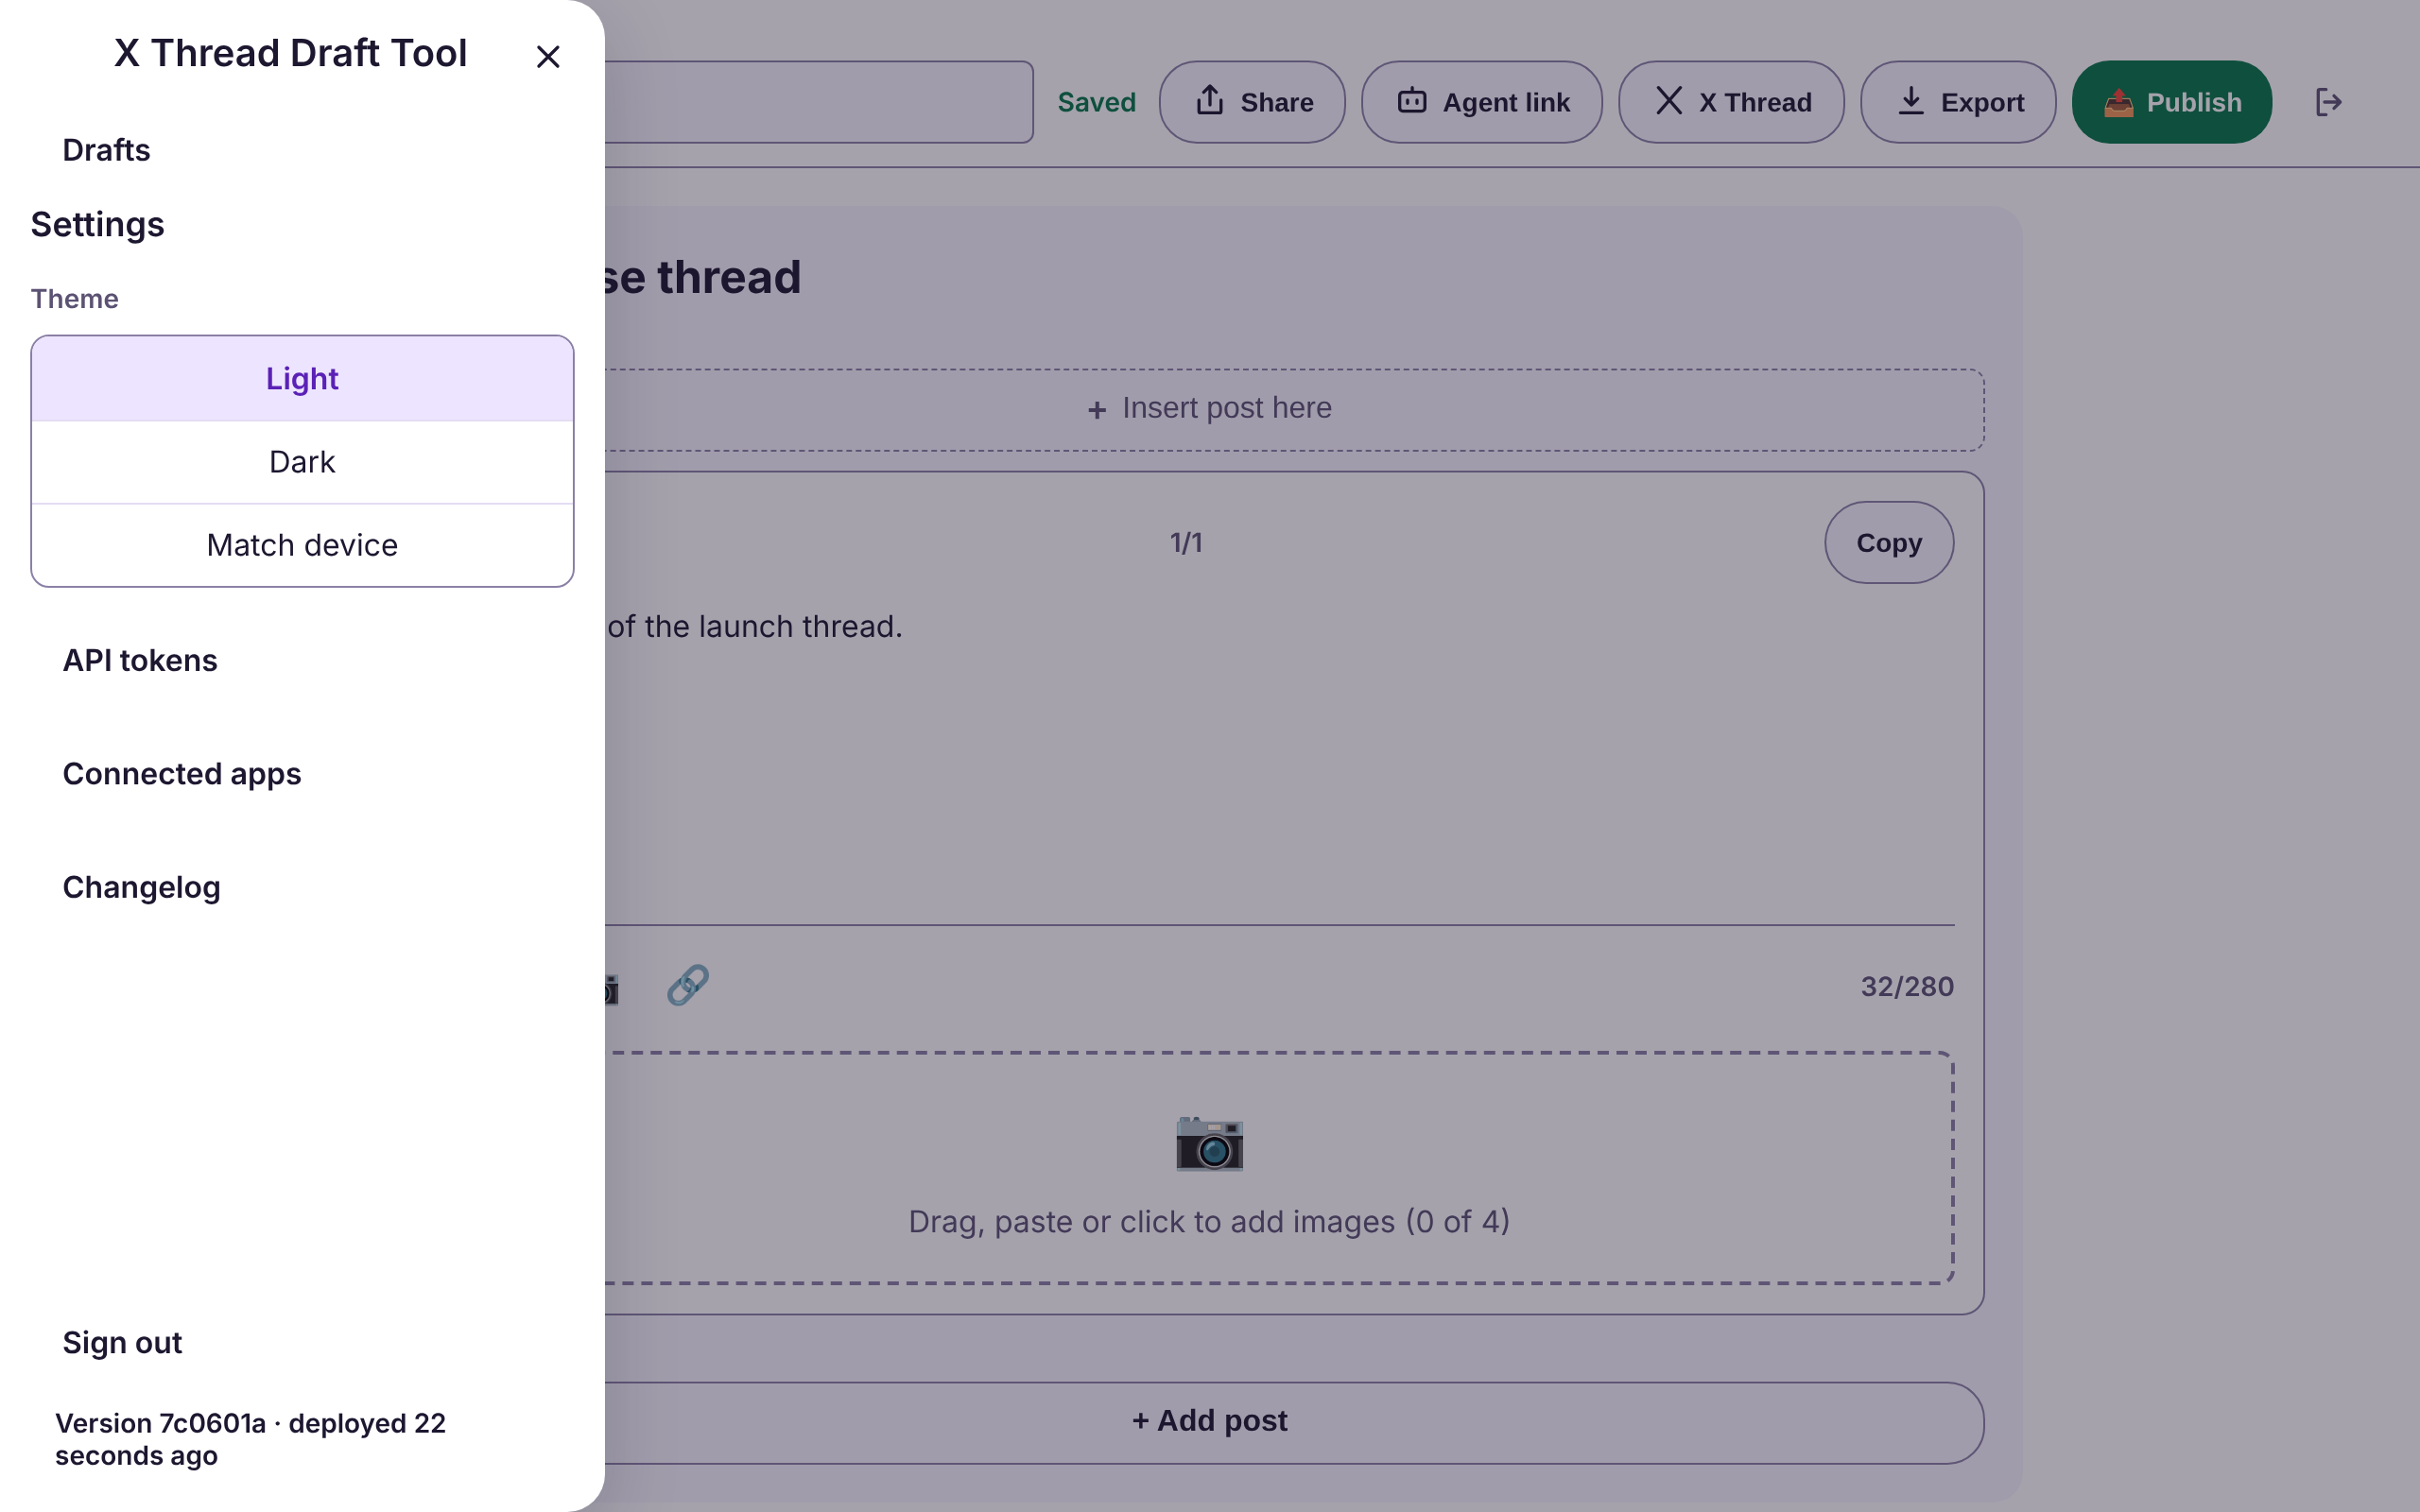 X Thread Draft Tool
Drafts
Settings
Theme
Light
Dark
Match device
API tokens
Connected apps
Changelog
Sign out
Version 7c0601a · deployed 22
seconds ago
Saved
Share
Agent link
X Thread
Export
Publish
thread
+ Insert post here
1/1
Copy
of the launch thread.
32/280
Drag, paste or click to add images (0 of 4)
+ Add post